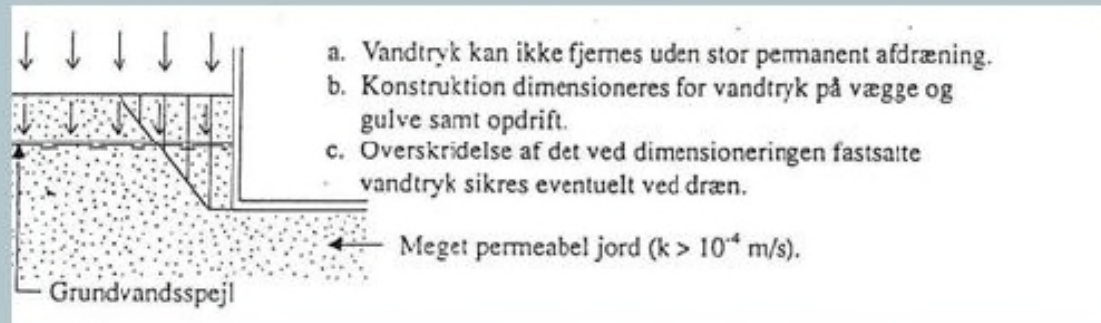 a. Vandtryk kan ikke fjernes uden stor permanent afdræning.
b. Konstruktion dimensioneres for vandtryk på vægge og
gulve samt opdrift.
c. Overskridelse af det ved dimensioneringen fastsatte
vandtryk sikres eventuelt ved dræn.
Meget permeabel jord (k > 10⁻⁴ m/s).
Grundvandsspejl